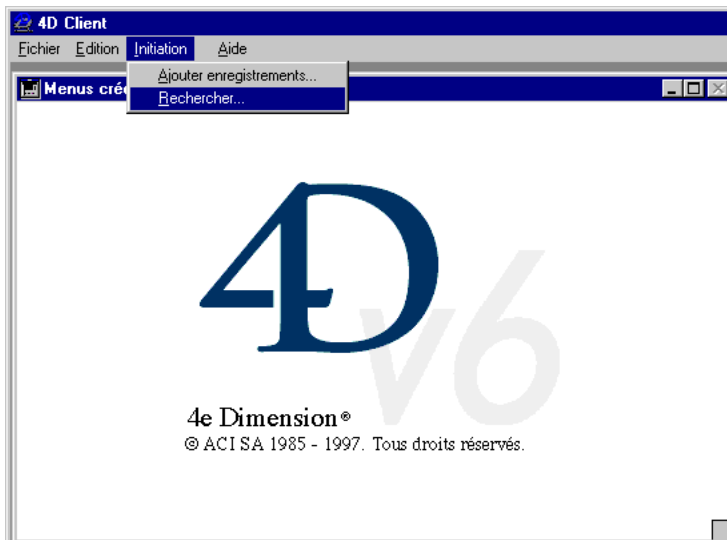 4D Client
Fichier Edition Initiation Aide
Ajouter enregistrements...
Menus créé
Rechercher...
4D
v6
4e Dimension®
© ACI SA 1985 - 1997. Tous droits réservés.